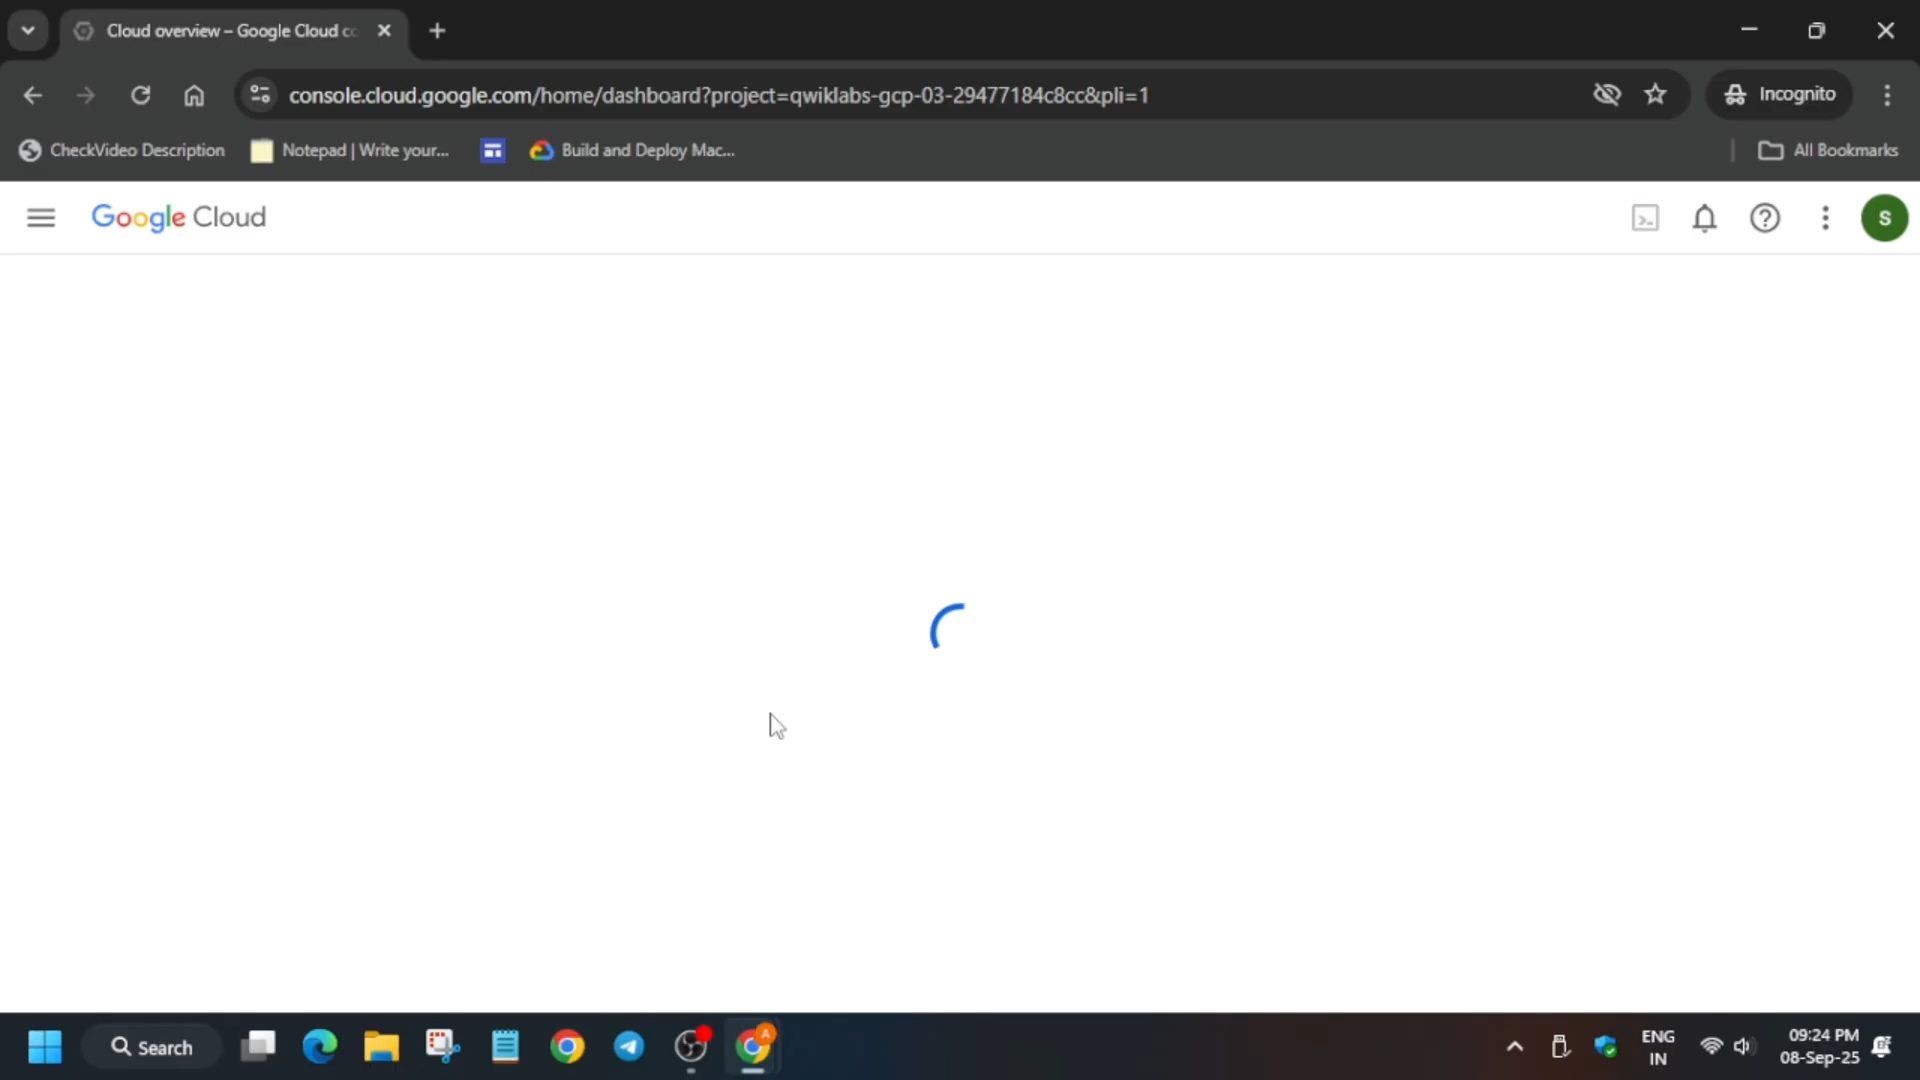 Cloud overview – Google Cloud co
console.cloud.google.com/home/dashboard?project=qwiklabs-gcp-03-29477184c8cc&pli=1
Incognito
CheckVideo Description
Notepad | Write your...
Build and Deploy Mac...
All Bookmarks
Google Cloud
S
Search
A
ENG
IN
09:24 PM
08-Sep-25